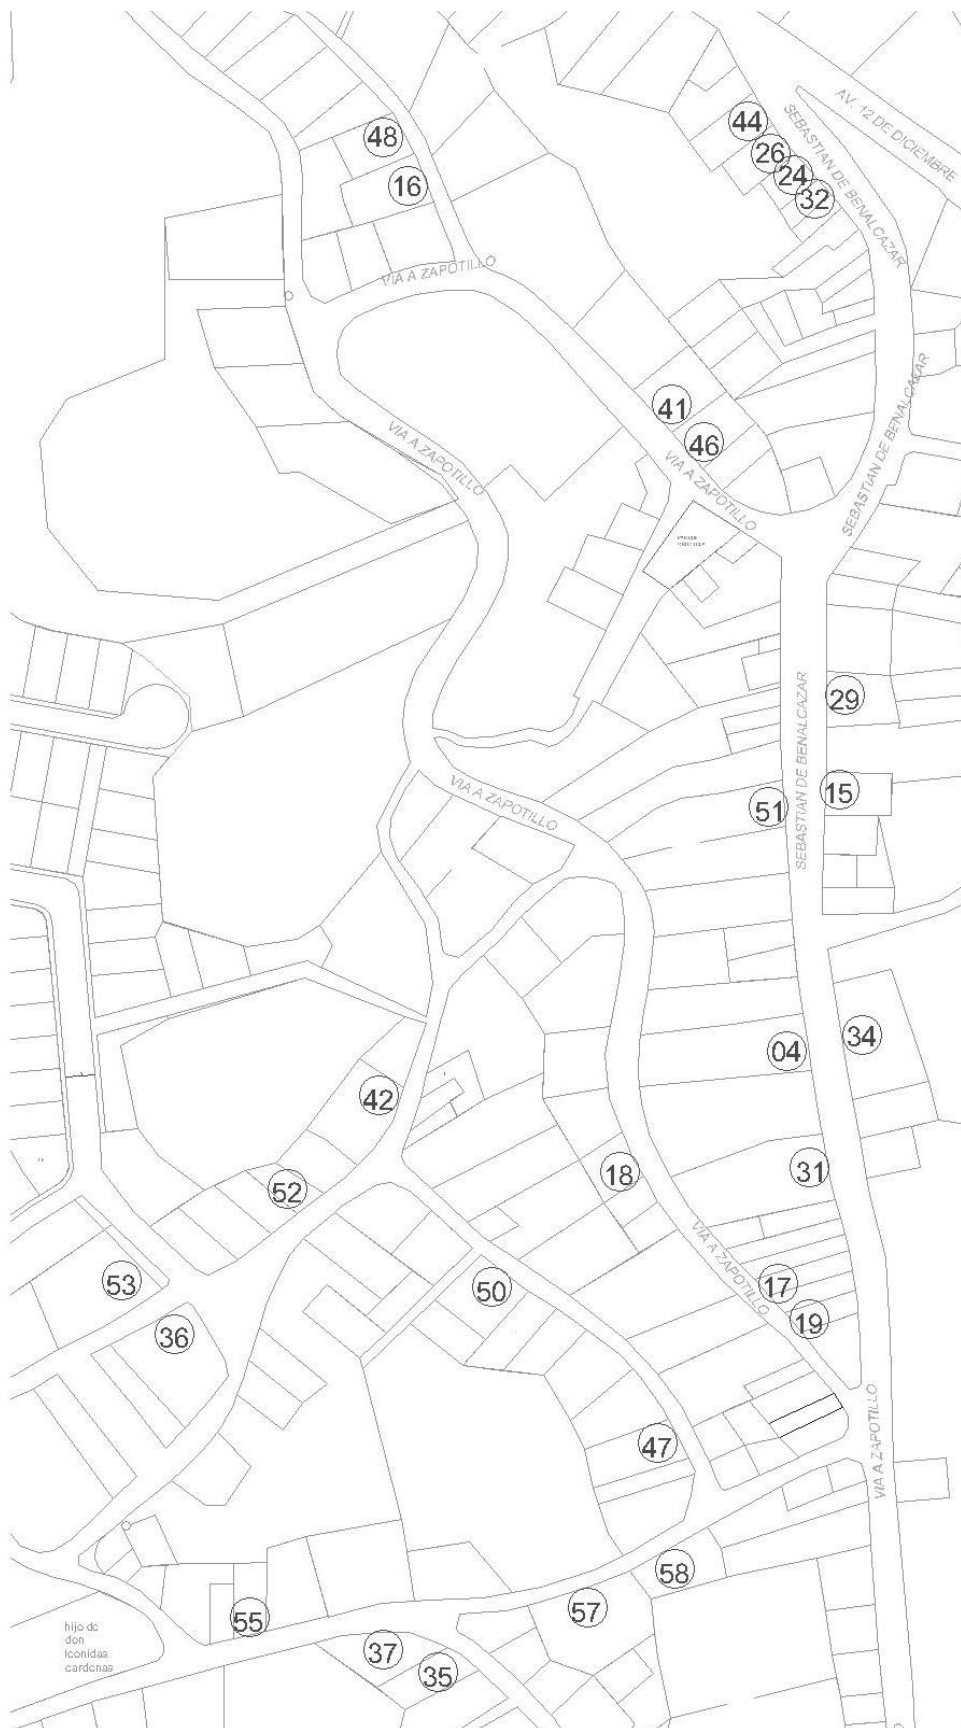 AV. 12 DE DICIEMBRE
SEBASTIAN DE BENALCAZAR
44
48
26
24
16
32
VIA A ZAPOTILLO
SEBASTIAN DE BENALCAZAR
41
VIA A ZAPOTILLO
46
VIA A ZAPOTILLO
29
SEBASTIAN DE BENALCAZAR
VIA A ZAPOTILLO
15
51
34
04
42
31
18
52
VIA A ZAPOTILLO
53
17
50
19
36
VIA A ZAPOTILLO
47
58
57
55
hijo de
don
leonidas
cardenas
37
35